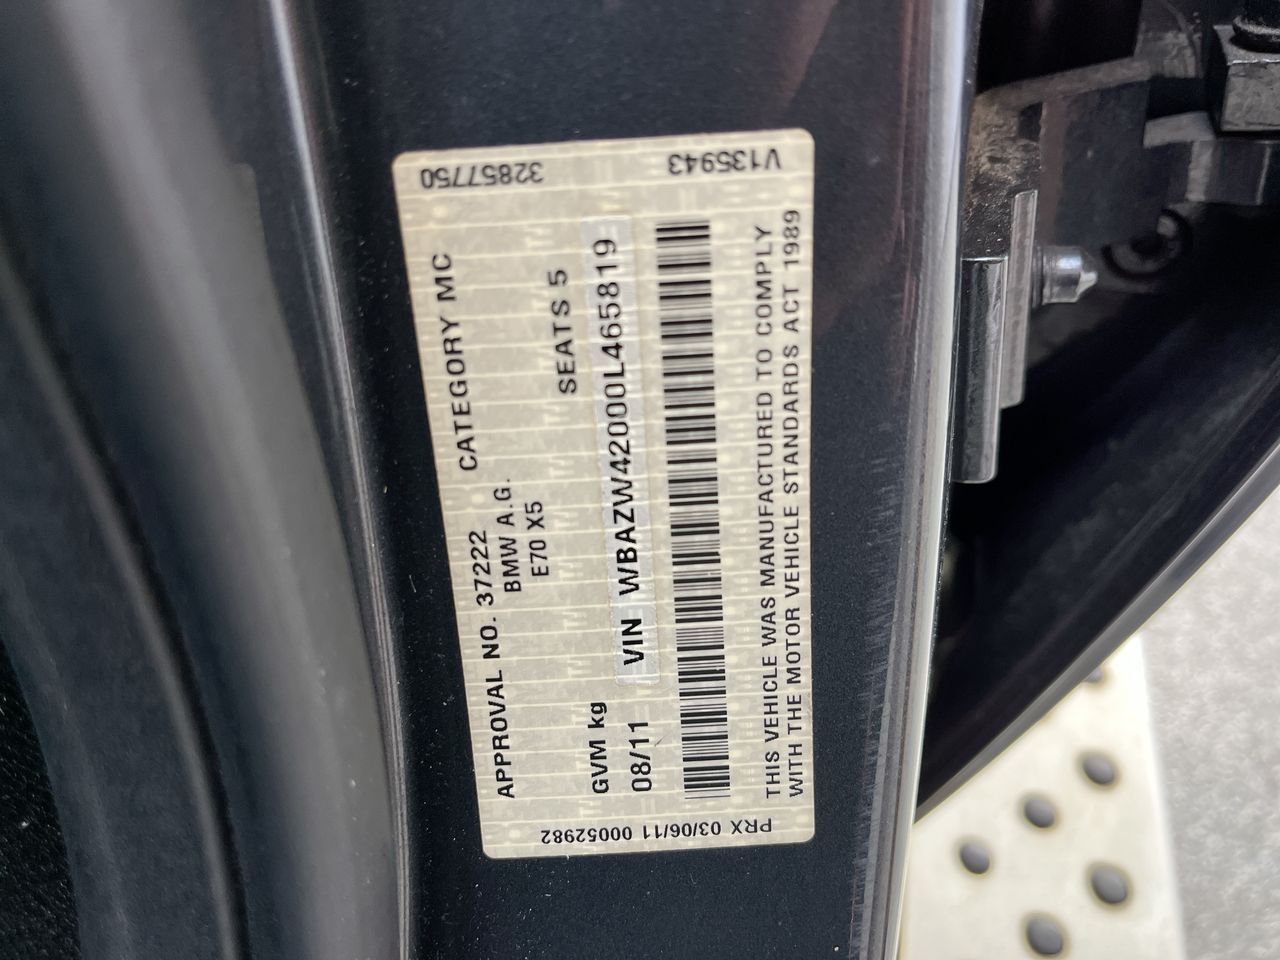 32857750
V135943
APPROVAL NO. 37222 CATEGORY MC
BMW A.G.
E70 X5
SEATS 5
GVM kg
08/11 VIN WBAZW42000L465819
THIS VEHICLE WAS MANUFACTURED TO COMPLY
WITH THE MOTOR VEHICLE STANDARDS ACT 1989
PRX 03/06/11 00052982